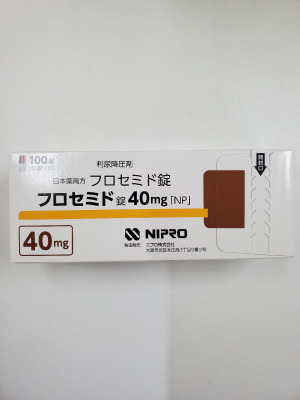 100錠
利尿降圧剤
日本薬局方 フロセミド錠
フロセミド錠40mg「NP」
40mg
NIPRO
製造販売 ニプロ株式会社
開封口